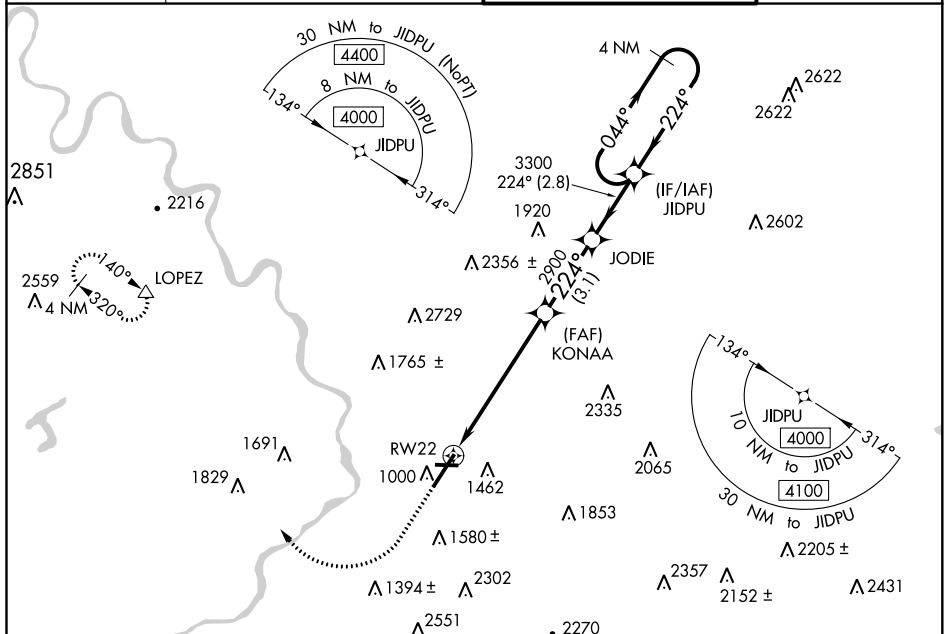 30 NM to JIDPU (NoPT)
4400
8 NM to JIDPU
4000
134°
JIDPU
314°
4 NM
044°
224°
2622
2622
3300
224° (2.8)
(IF/IAF)
JIDPU
2851
2216
1920
2602
JODIE
140°
LOPEZ
2559
4 NM
320°
2356 ±
2900
224°
(3.1)
2729
(FAF)
KONAA
1765 ±
134°
JIDPU
4000
314°
10 NM to JIDPU
4100
30 NM to JIDPU
2335
RW22
1691
1000
1462
2065
1829
1853
1580 ±
2205 ±
1394 ±
2302
2357
2152 ±
2431
2551
2270